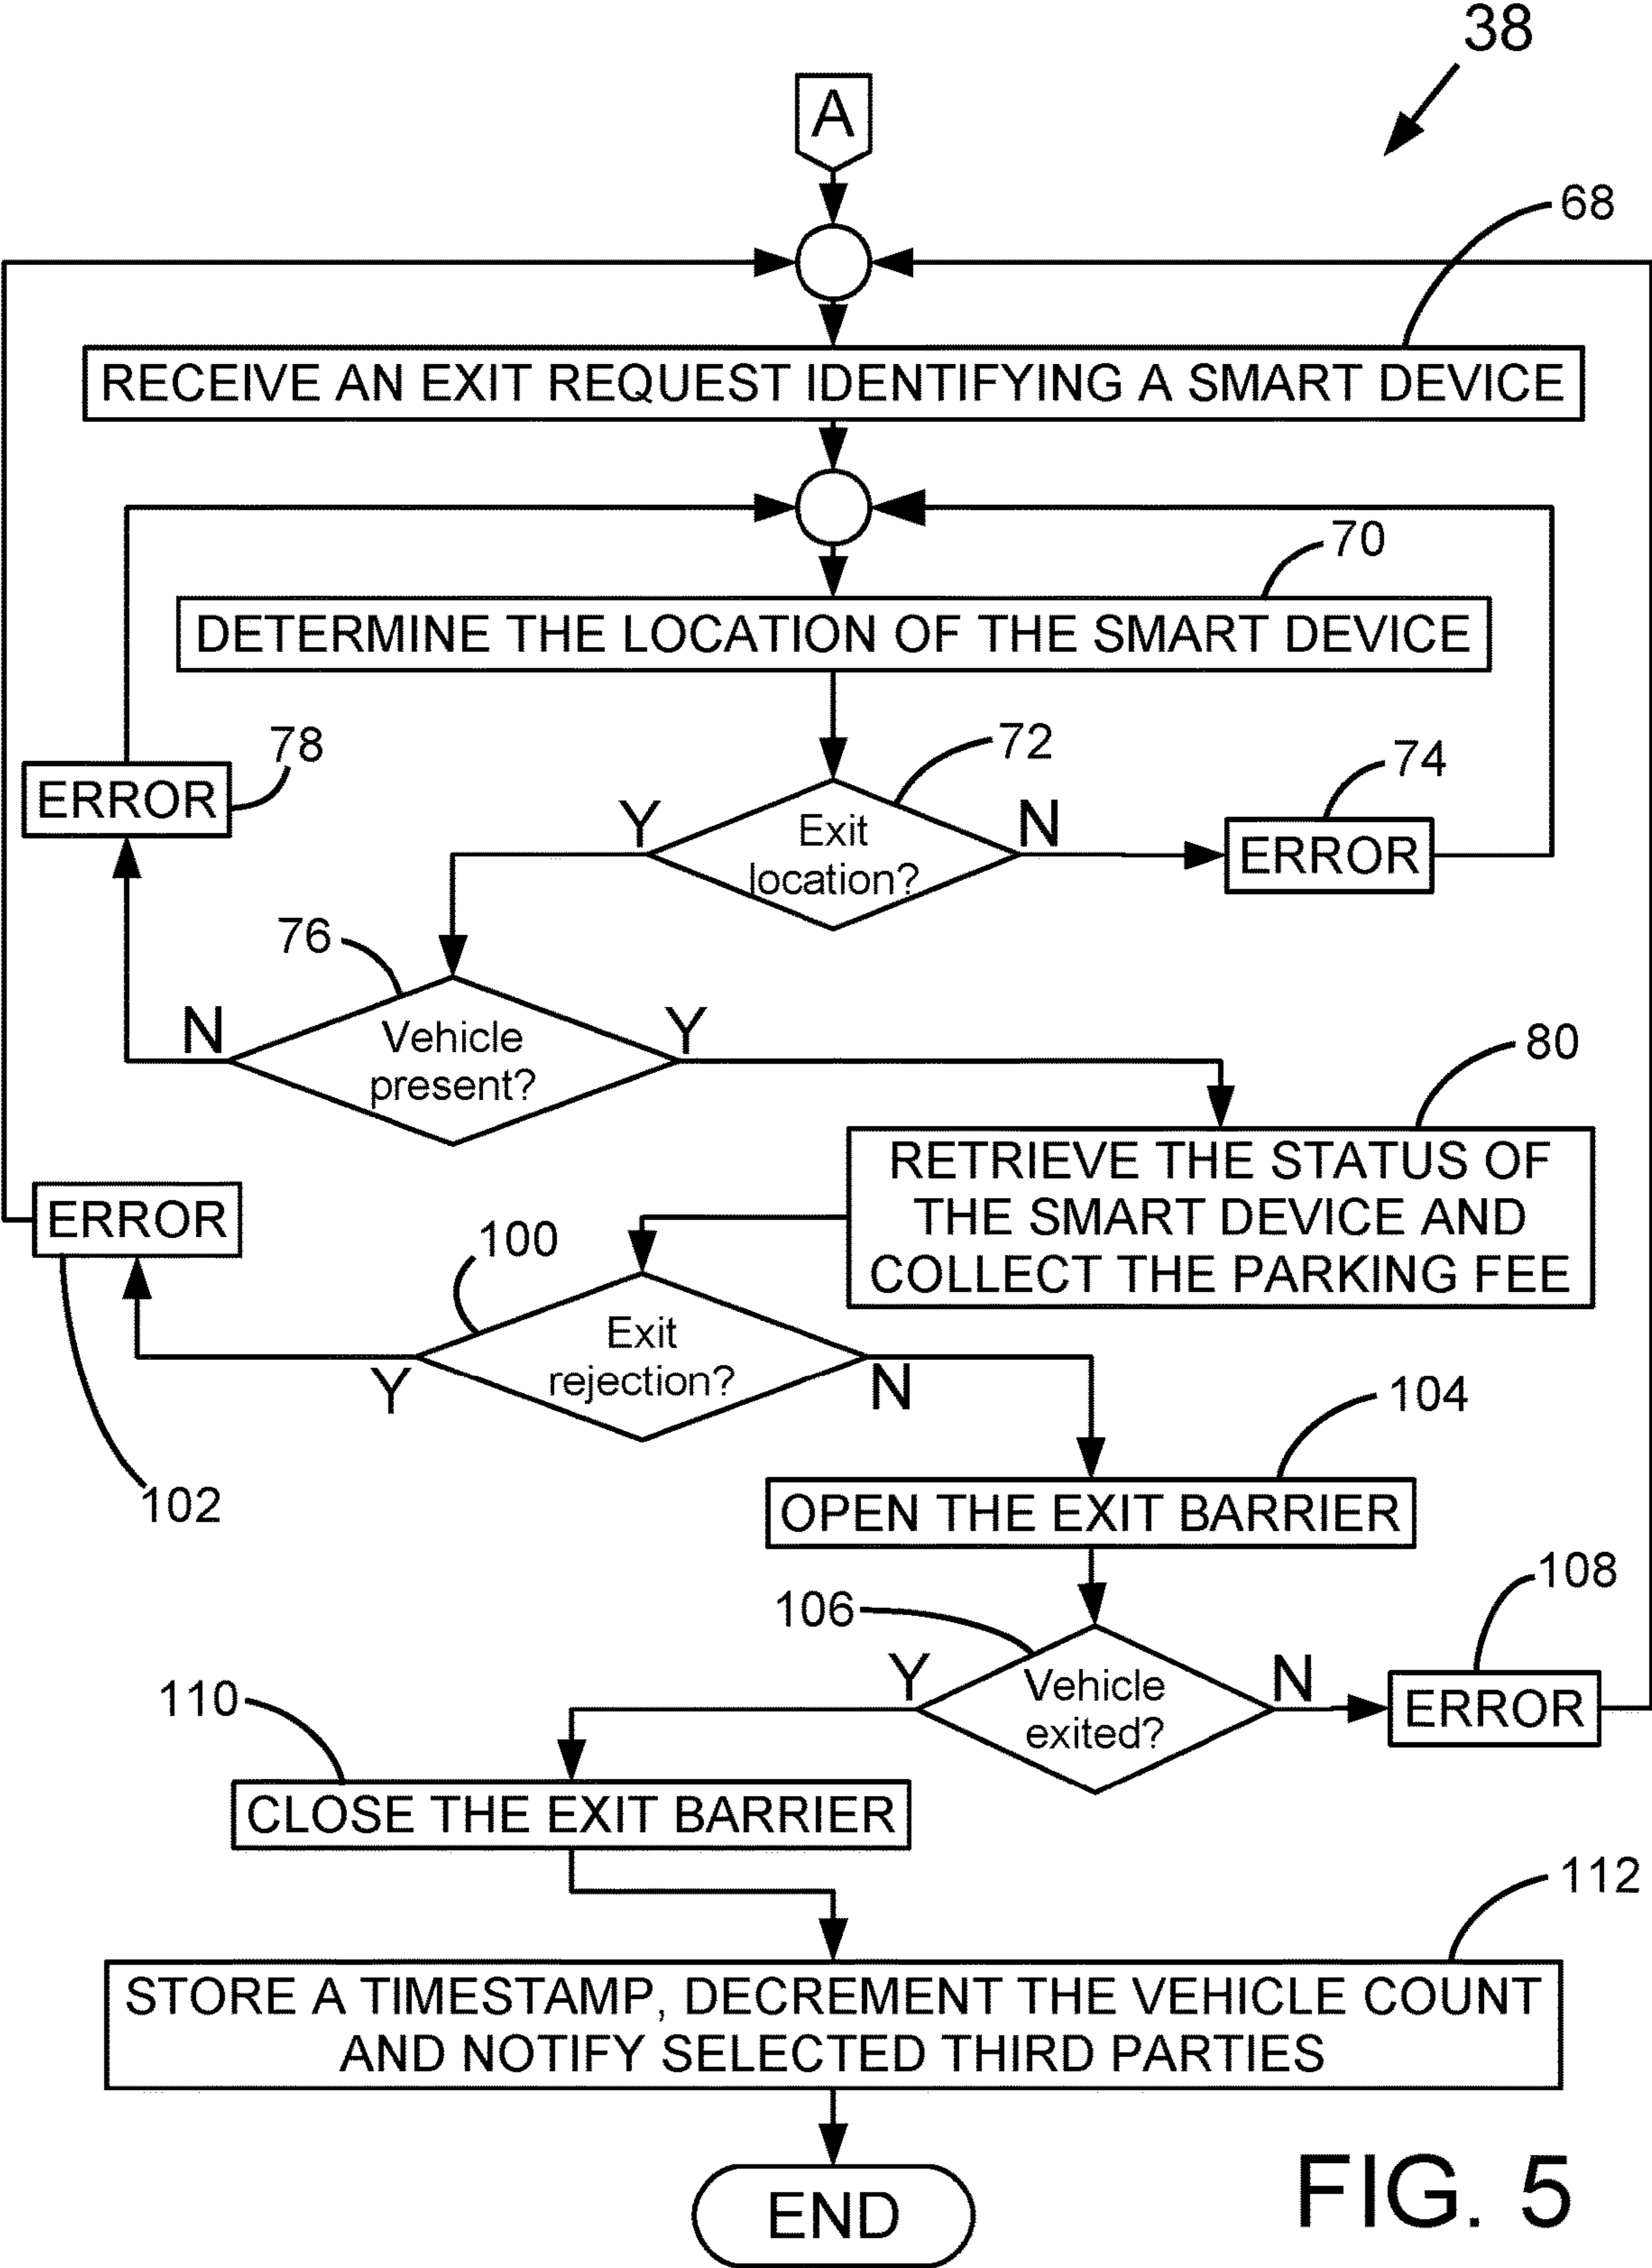 38
A
68
RECEIVE AN EXIT REQUEST IDENTIFYING A SMART DEVICE
70
DETERMINE THE LOCATION OF THE SMART DEVICE
72
74
78
ERROR
Y
Exit
location?
N
ERROR
76
N
Vehicle
present?
Y
80
RETRIEVE THE STATUS OF
THE SMART DEVICE AND
COLLECT THE PARKING FEE
ERROR
102
100
Y
Exit
rejection?
N
104
OPEN THE EXIT BARRIER
106
108
Y
Vehicle
exited?
N
ERROR
110
CLOSE THE EXIT BARRIER
112
STORE A TIMESTAMP, DECREMENT THE VEHICLE COUNT
AND NOTIFY SELECTED THIRD PARTIES
END
FIG. 5